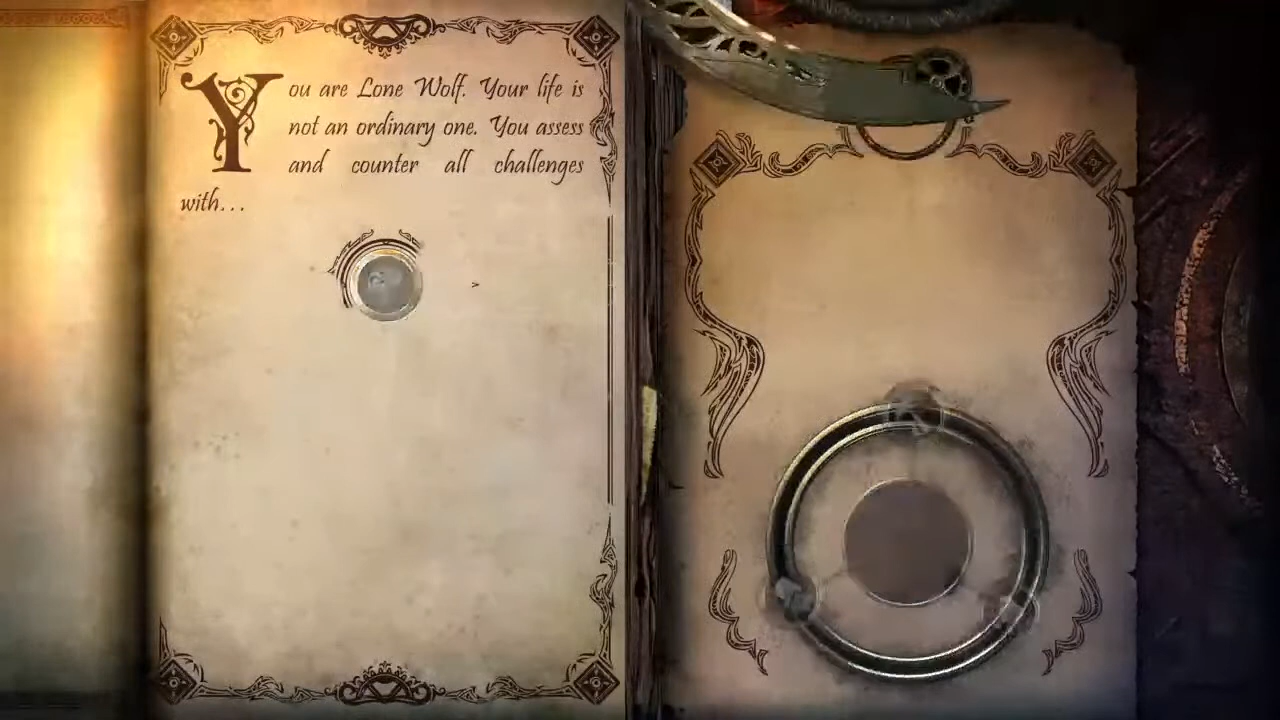 You are Lone Wolf. Your life is
not an ordinary one. You assess
and counter all challenges
with...